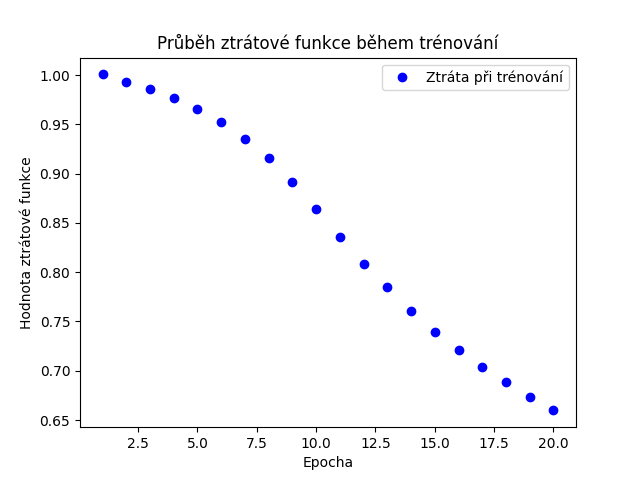 Průběh ztrátové funkce během trénování
Ztráta při trénování
Hodnota ztrátové funkce
1.00
0.95
0.90
0.85
0.80
0.75
0.70
0.65
2.5 5.0 7.5 10.0 12.5 15.0 17.5 20.0
Epocha